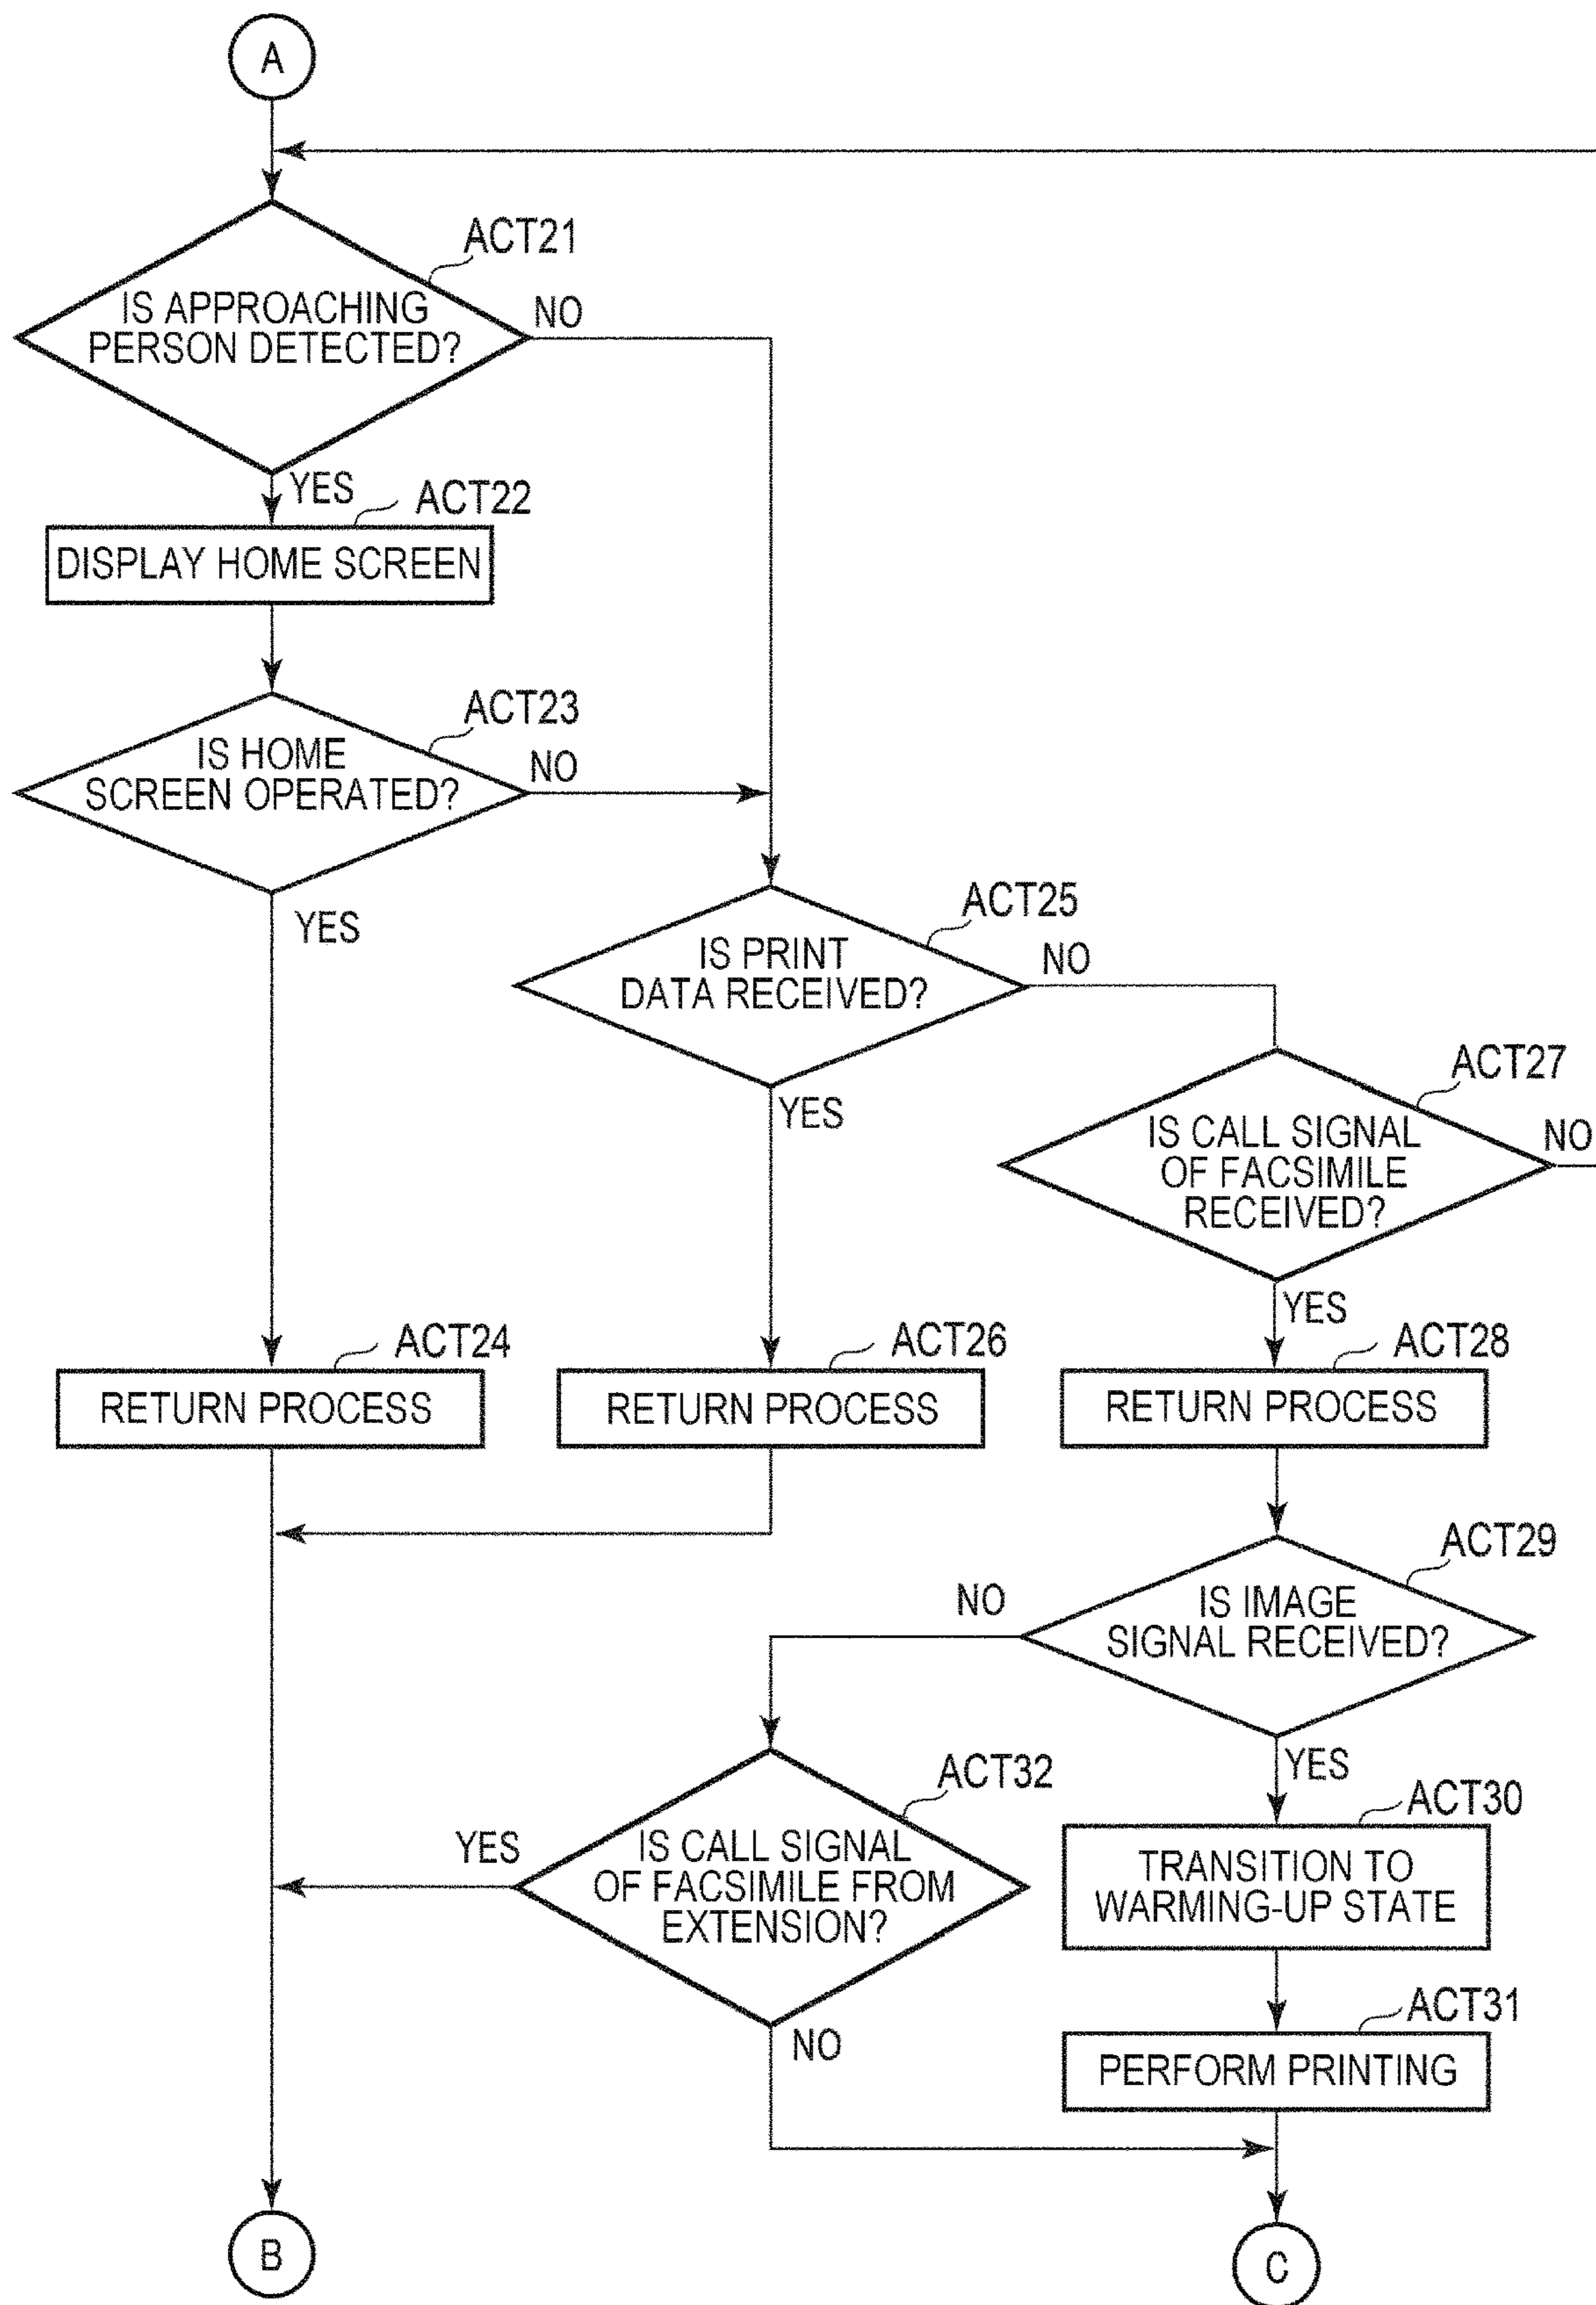 A
ACT21
IS APPROACHING
PERSON DETECTED?
NO
YES
ACT22
DISPLAY HOME SCREEN
ACT23
IS HOME
SCREEN OPERATED?
NO
YES
ACT25
IS PRINT
DATA RECEIVED?
NO
YES
ACT27
IS CALL SIGNAL
OF FACSIMILE
RECEIVED?
NO
YES
ACT24
RETURN PROCESS
ACT26
RETURN PROCESS
ACT28
RETURN PROCESS
ACT29
IS IMAGE
SIGNAL RECEIVED?
NO
YES
ACT32
IS CALL SIGNAL
OF FACSIMILE FROM
EXTENSION?
YES
NO
ACT30
TRANSITION TO
WARMING-UP STATE
ACT31
PERFORM PRINTING
B
C